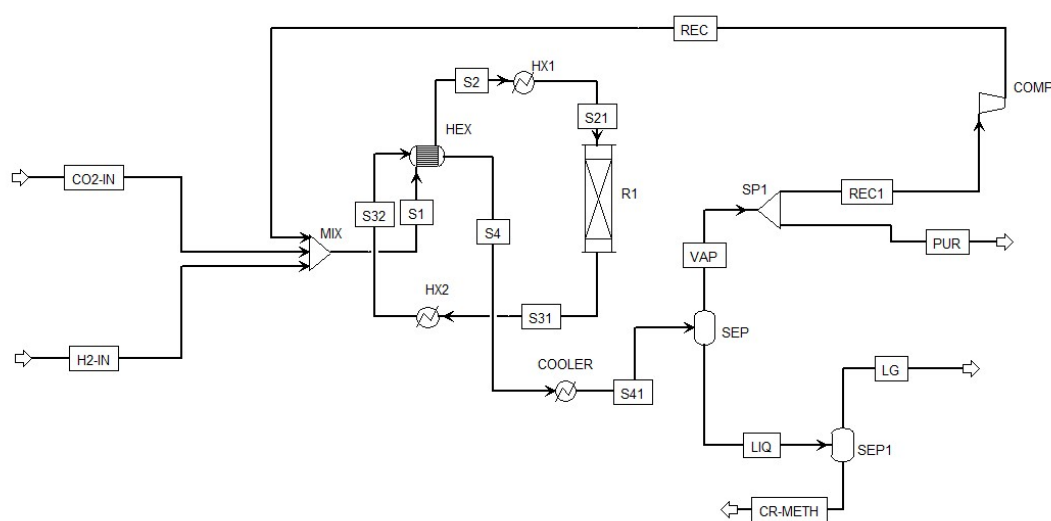 REC
HX1
S2
COMP
S21
HEX
CO2-IN
S32
S1
R1
SP1
REC1
MIX
S4
VAP
PUR
HX2
S31
SEP
H2-IN
COOLER
S41
LG
LIQ
SEP1
CR-METH